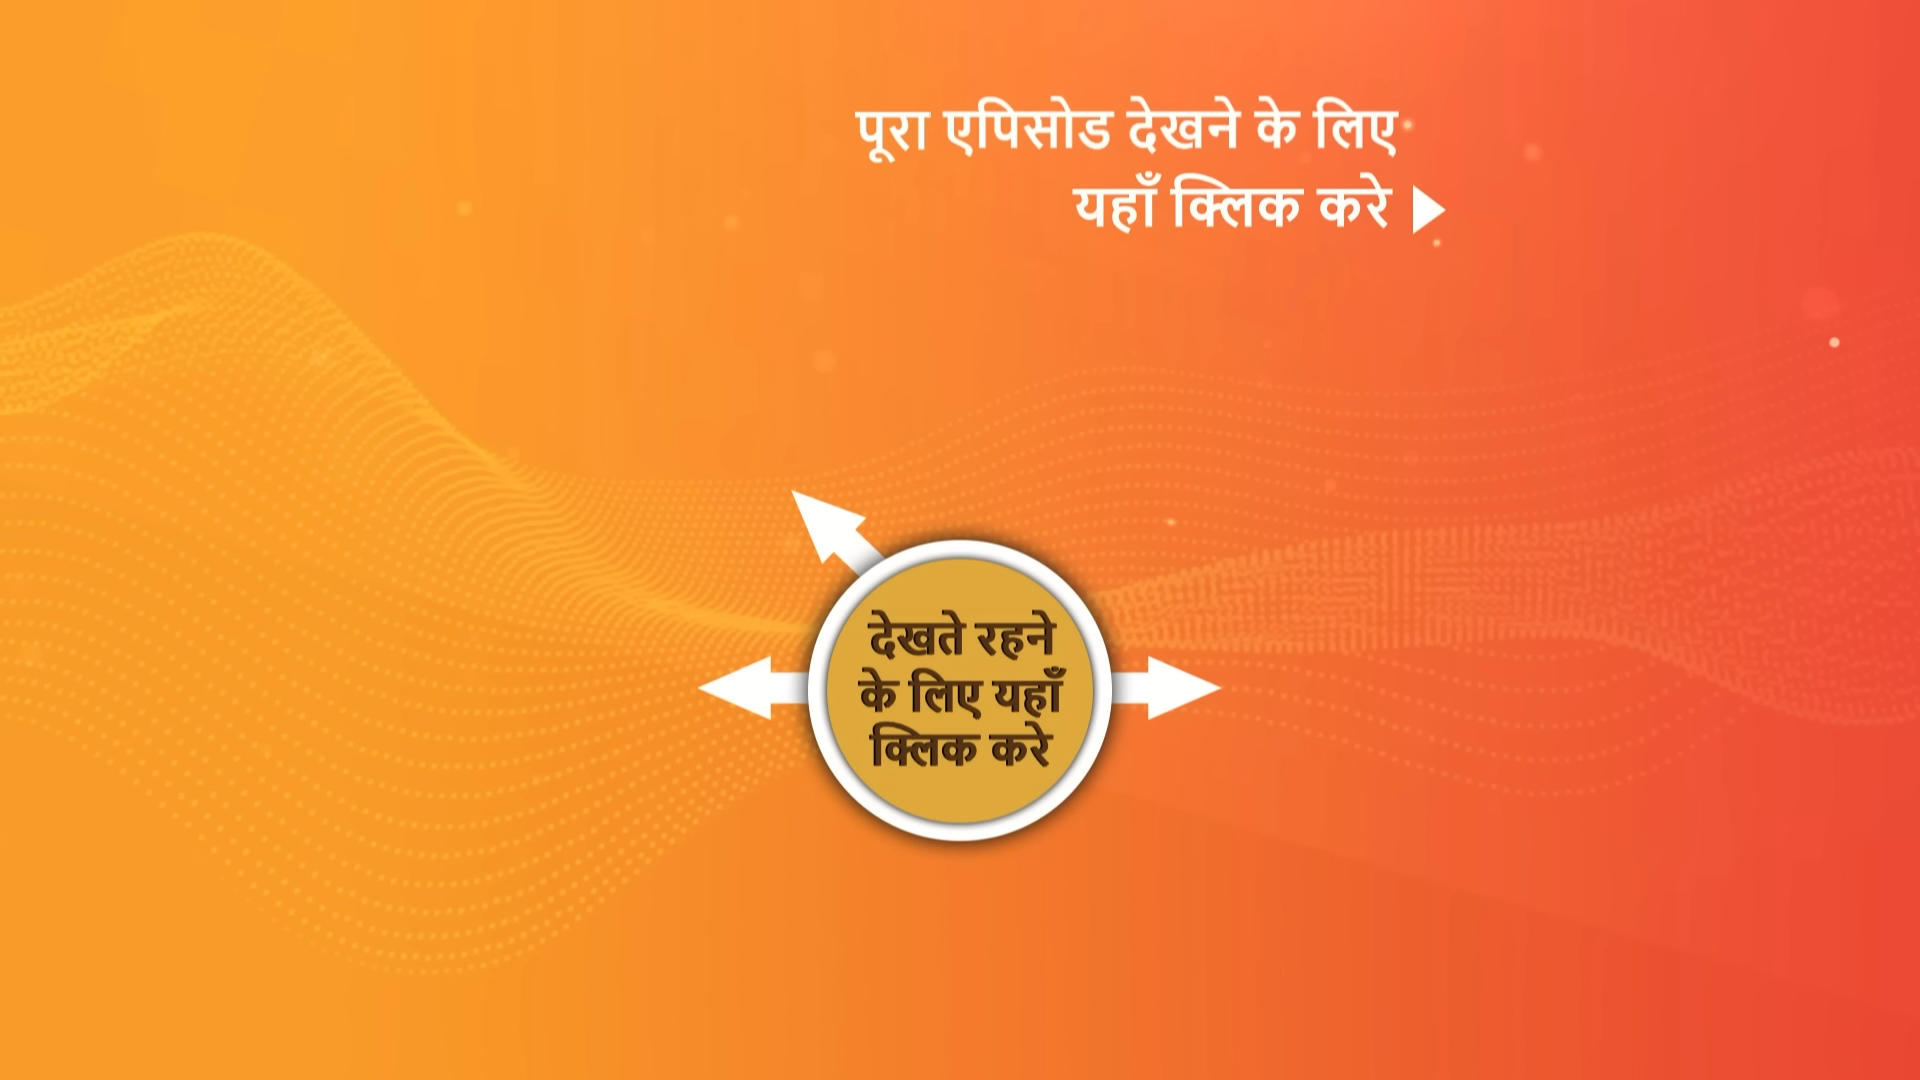 पूरा एपिसोड देखने के लिए
यहाँ क्लिक करे
देखते रहने
के लिए यहाँ
क्लिक करे